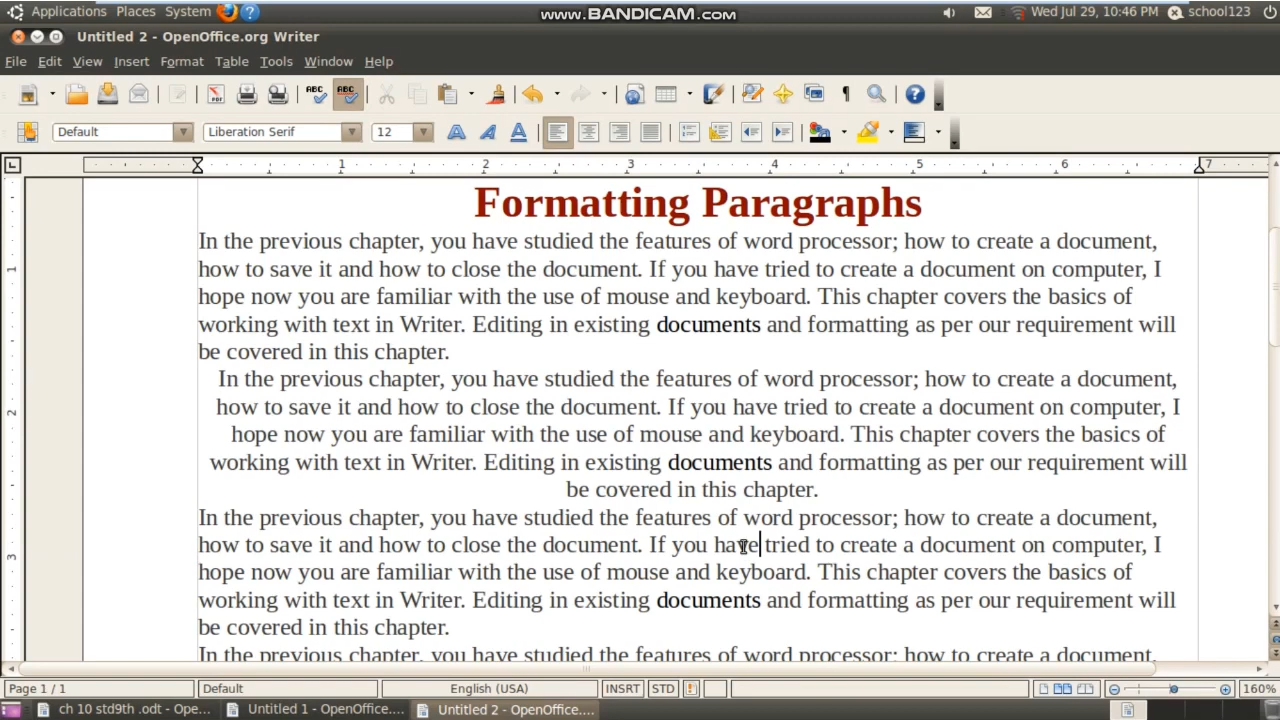 Applications Places System
www.BANDICAM.com
Wed Jul 29, 10:46 PM school123
Untitled 2 - OpenOffice.org Writer
File Edit View Insert Format Table Tools Window Help
PDF ABC ABC
Default Liberation Serif 12
1 2 3 4 5 6 7
Formatting Paragraphs
In the previous chapter, you have studied the features of word processor; how to create a document,
how to save it and how to close the document. If you have tried to create a document on computer, I
hope now you are familiar with the use of mouse and keyboard. This chapter covers the basics of
working with text in Writer. Editing in existing documents and formatting as per our requirement will
be covered in this chapter.
In the previous chapter, you have studied the features of word processor; how to create a document,
how to save it and how to close the document. If you have tried to create a document on computer, I
hope now you are familiar with the use of mouse and keyboard. This chapter covers the basics of
working with text in Writer. Editing in existing documents and formatting as per our requirement will
be covered in this chapter.
In the previous chapter, you have studied the features of word processor; how to create a document,
how to save it and how to close the document. If you have tried to create a document on computer, I
hope now you are familiar with the use of mouse and keyboard. This chapter covers the basics of
working with text in Writer. Editing in existing documents and formatting as per our requirement will
be covered in this chapter.
In the previous chapter, you have studied the features of word processor; how to create a document,
1
2
3
Page 1 / 1 Default English (USA) INSRT STD 160%
ch 10 std9th .odt - Ope... Untitled 1 - OpenOffice.... Untitled 2 - OpenOffice....